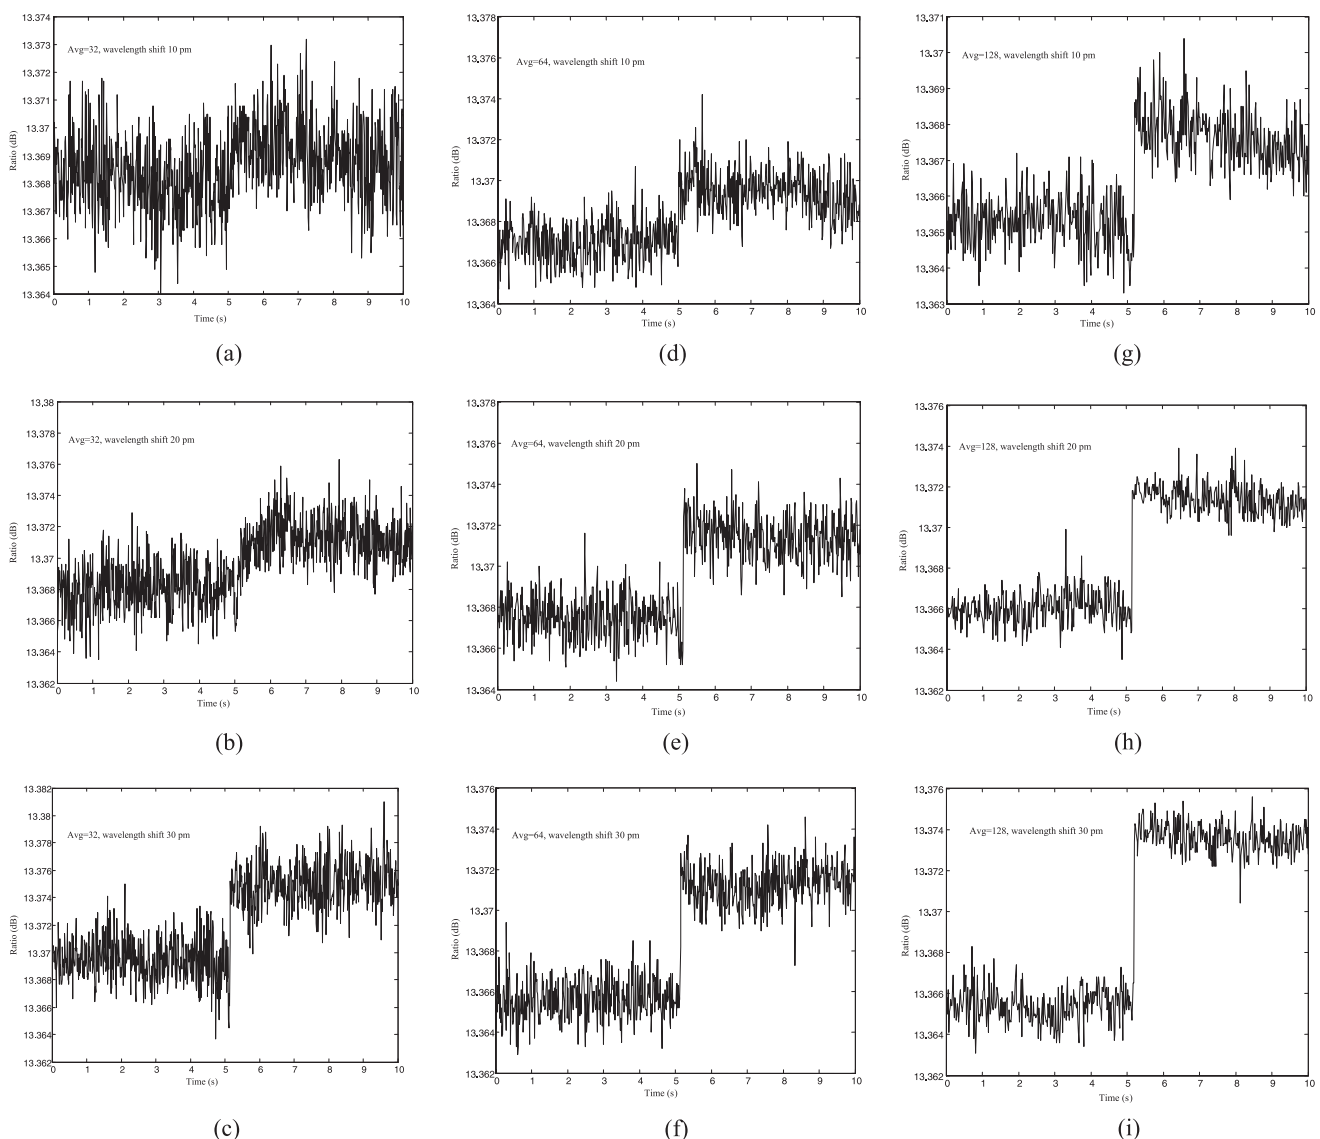 13.374
13.373
13.372
13.371
13.37
13.369
13.368
13.367
13.366
13.365
13.364
Ratio (dB)
Avg=32, wavelength shift 10 pm
0 1 2 3 4 5 6 7 8 9 10
Time (s)
(a)
13.378
13.376
13.374
13.372
13.37
13.368
13.366
13.364
Ratio (dB)
Avg=64, wavelength shift 10 pm
0 1 2 3 4 5 6 7 8 9 10
Time (s)
(d)
13.371
13.37
13.369
13.368
13.367
13.366
13.365
13.364
13.363
Ratio (dB)
Avg=128, wavelength shift 10 pm
0 1 2 3 4 5 6 7 8 9 10
Time (s)
(g)
13.38
13.378
13.376
13.374
13.372
13.37
13.368
13.366
13.364
13.362
Ratio (dB)
Avg=32, wavelength shift 20 pm
0 1 2 3 4 5 6 7 8 9 10
Time (s)
(b)
13.378
13.376
13.374
13.372
13.37
13.368
13.366
13.364
Ratio (dB)
Avg=64, wavelength shift 20 pm
0 1 2 3 4 5 6 7 8 9 10
Time (s)
(e)
13.376
13.374
13.372
13.37
13.368
13.366
13.364
13.362
Ratio (dB)
Avg=128, wavelength shift 20 pm
0 1 2 3 4 5 6 7 8 9 10
Time (s)
(h)
13.382
13.38
13.378
13.376
13.374
13.372
13.37
13.368
13.366
13.364
13.362
Ratio (dB)
Avg=32, wavelength shift 30 pm
0 1 2 3 4 5 6 7 8 9 10
Time (s)
(c)
13.376
13.374
13.372
13.37
13.368
13.366
13.364
13.362
Ratio (dB)
Avg=64, wavelength shift 30 pm
0 1 2 3 4 5 6 7 8 9 10
Time (s)
(f)
13.376
13.374
13.372
13.37
13.368
13.366
13.364
13.362
Ratio (dB)
Avg=128, wavelength shift 30 pm
0 1 2 3 4 5 6 7 8 9 10
Time (s)
(i)